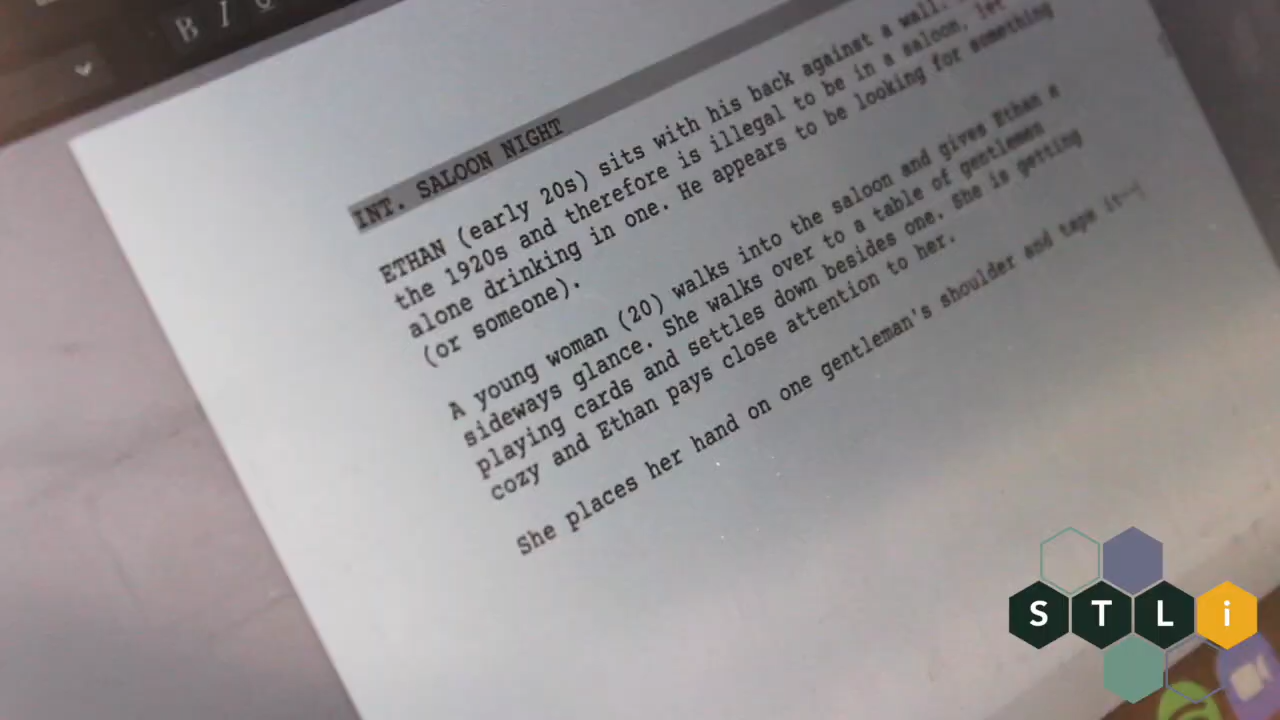 B I
INT. SALOON NIGHT
ETHAN (early 20s) sits with his back against a wall.
the 1920s and therefore is illegal to be in a saloon, let
alone drinking in one. He appears to be looking for something
(or someone).
A young woman (20) walks into the saloon and gives Ethan a
sideways glance. She walks over to a table of gentlemen
playing cards and settles down besides one. She is getting
cozy and Ethan pays close attention to her.
She places her hand on one gentleman's shoulder and taps it--
STLi